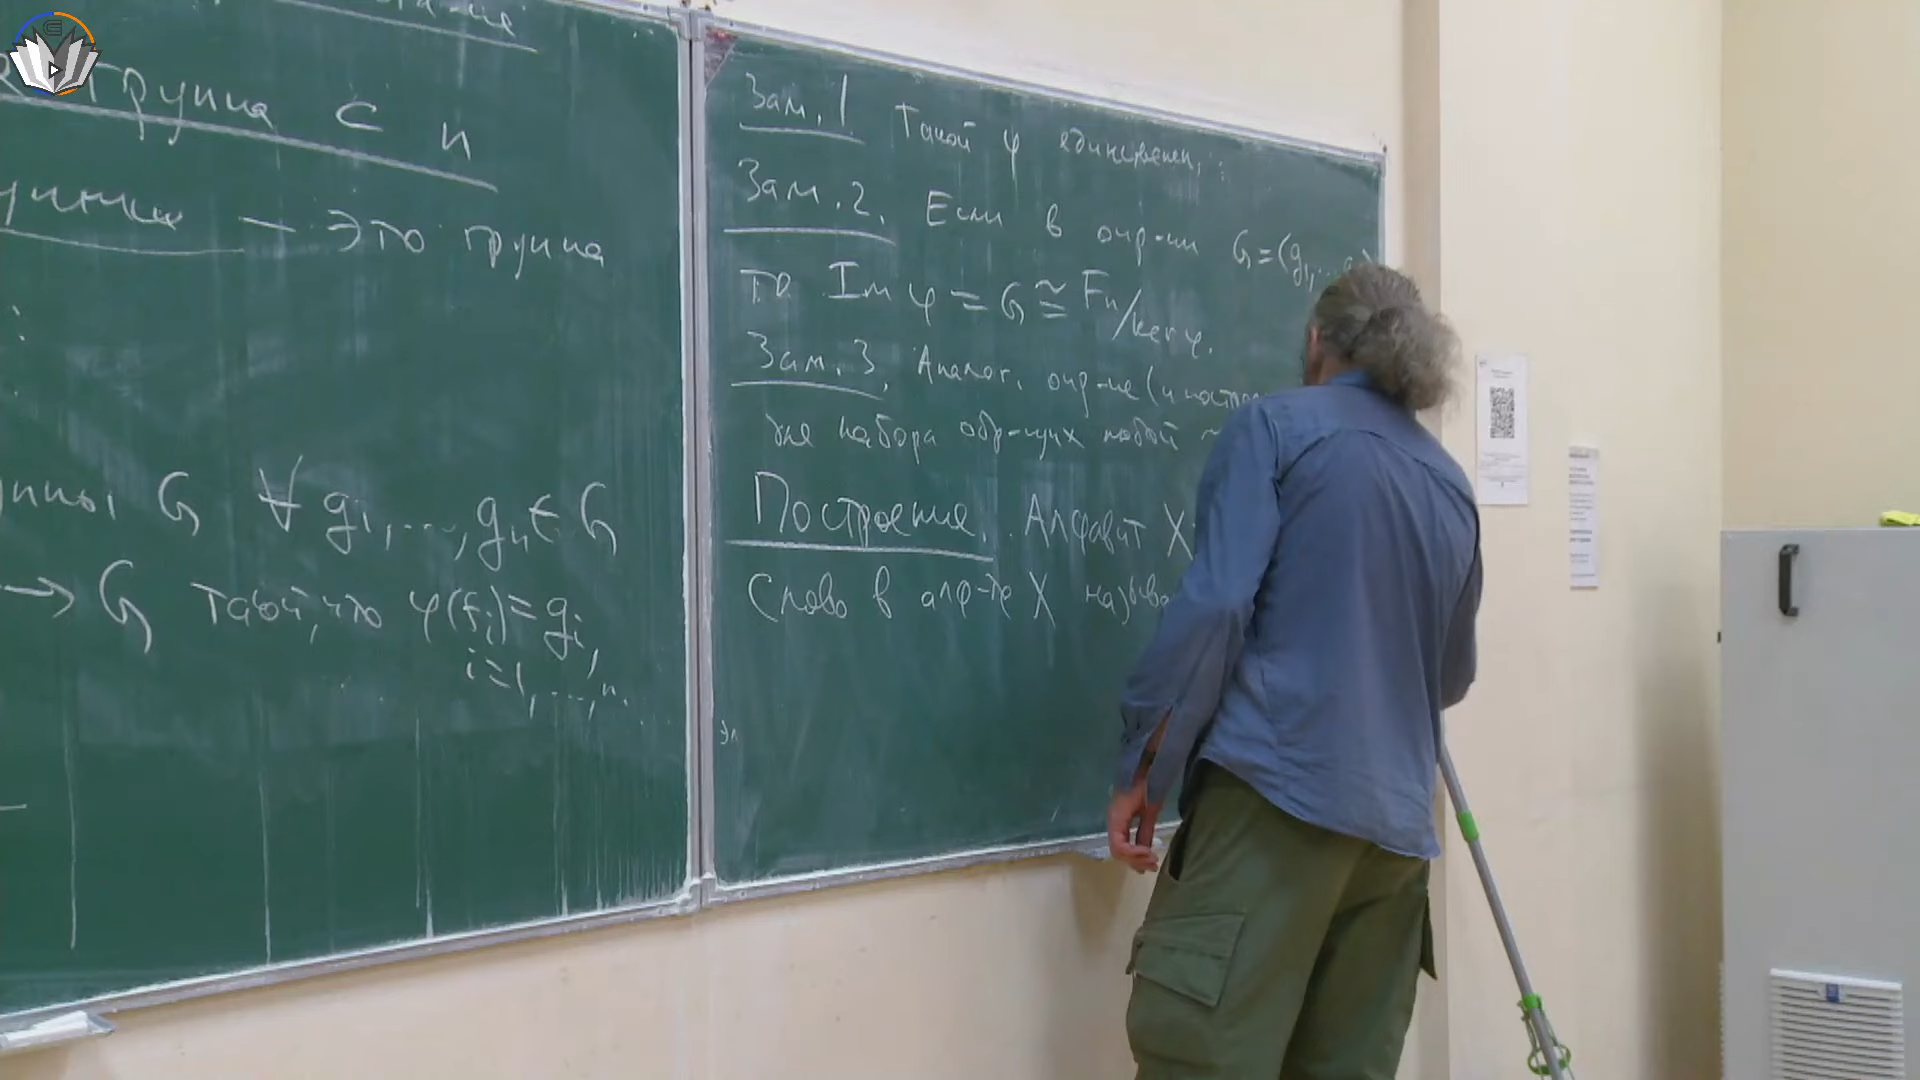 группа с n
— это группа
G ∀ g₁,...,gₙ ∈ G
→ G такой, что φ(fᵢ)=gᵢ,
i=1,...,n.
Зам.1 Такой φ единственен,
Зам.2. Если в опр-ии G=(g₁,...
то Im φ = G ≅ Fn/ker φ.
Зам.3. Аналог. опр-ие (и постро
для набора обр-щих любой
Построение. Алфавит X
Слово в алф-те X называ
эл